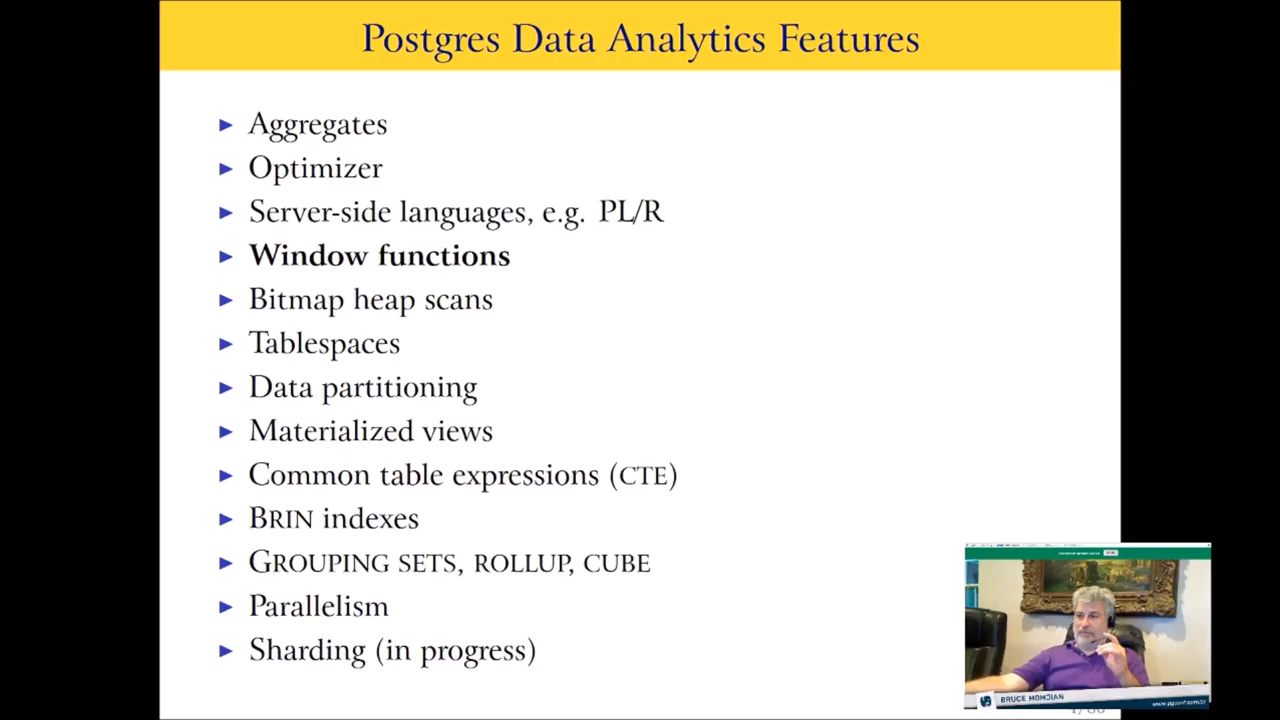 Postgres Data Analytics Features
Aggregates
Optimizer
Server-side languages, e.g. PL/R
Window functions
Bitmap heap scans
Tablespaces
Data partitioning
Materialized views
Common table expressions (CTE)
BRIN indexes
GROUPING SETS, ROLLUP, CUBE
Parallelism
Sharding (in progress)
BRUCE MOMJIAN